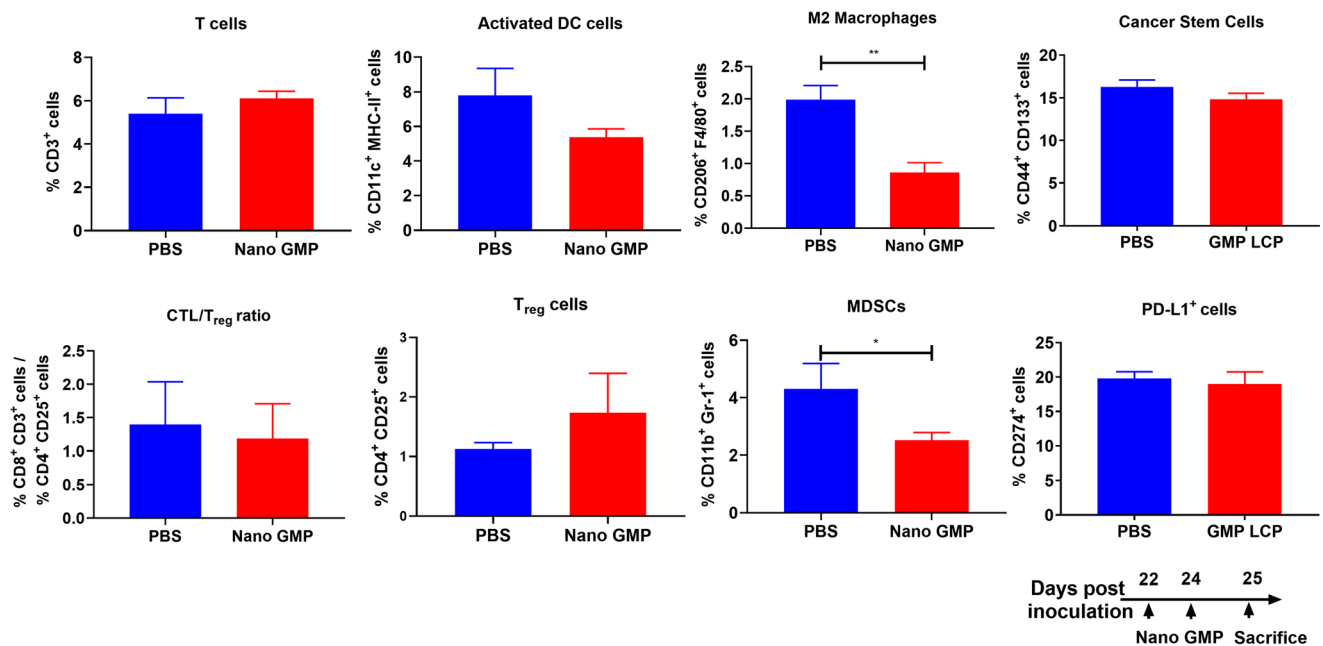 T cells
% CD3⁺ cells
8
6
4
2
0
PBS Nano GMP
Activated DC cells
% CD11c⁺ MHC-II⁺ cells
10
8
6
4
2
0
PBS Nano GMP
M2 Macrophages
% CD206⁺ F4/80⁺ cells
2.5
2.0
1.5
1.0
0.5
0.0
**
PBS Nano GMP
Cancer Stem Cells
% CD44⁺ CD133⁺ cells
20
15
10
5
0
PBS GMP LCP
CTL/Treg ratio
% CD8⁺ CD3⁺ cells /
% CD4⁺ CD25⁺ cells
2.5
2.0
1.5
1.0
0.5
0.0
PBS Nano GMP
Treg cells
% CD4⁺ CD25⁺ cells
3
2
1
0
PBS Nano GMP
MDSCs
% CD11b⁺ Gr-1⁺ cells
6
4
2
0
*
PBS Nano GMP
PD-L1⁺ cells
% CD274⁺ cells
25
20
15
10
5
0
PBS GMP LCP
Days post
inoculation
22 24 25
Nano GMP Sacrifice